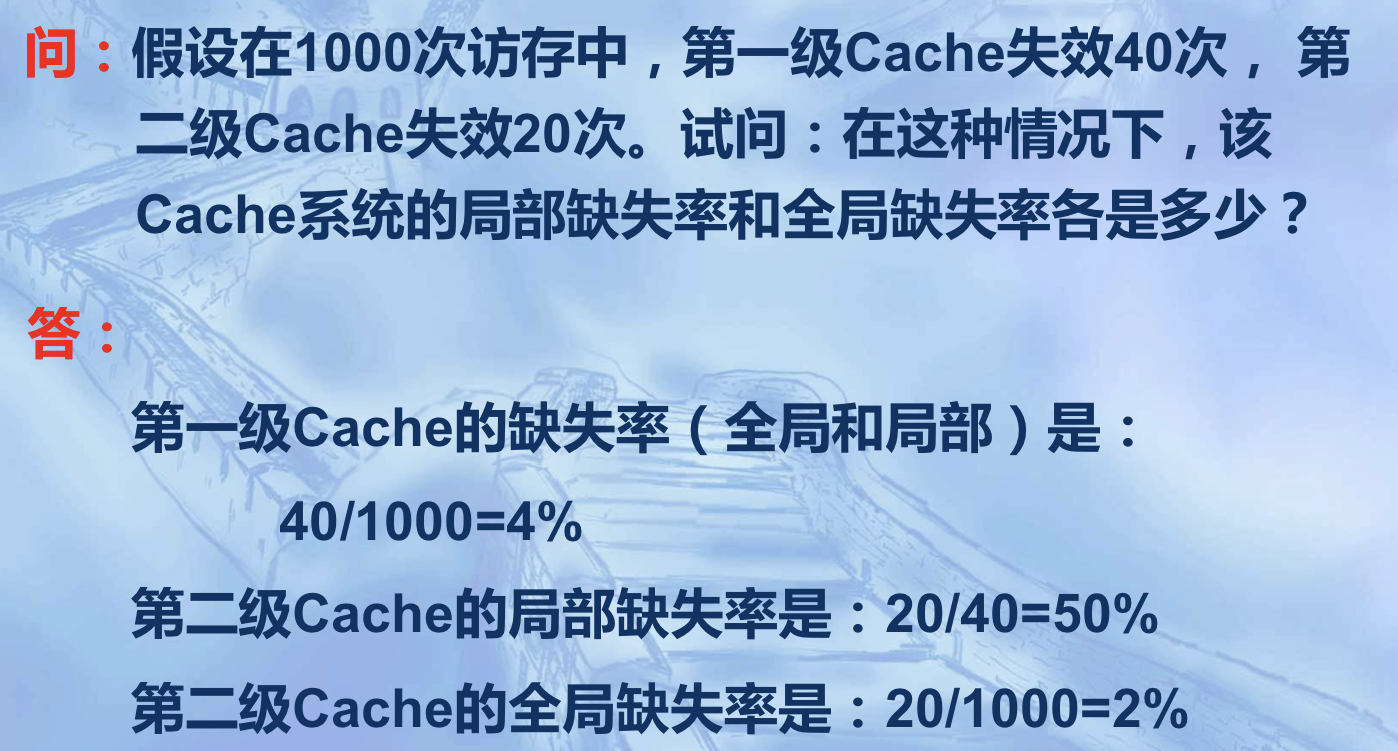 问：假设在1000次访存中，第一级Cache失效40次， 第
二级Cache失效20次。试问：在这种情况下，该
Cache系统的局部缺失率和全局缺失率各是多少？
答：
第一级Cache的缺失率（全局和局部）是：
40/1000=4%
第二级Cache的局部缺失率是：20/40=50%
第二级Cache的全局缺失率是：20/1000=2%